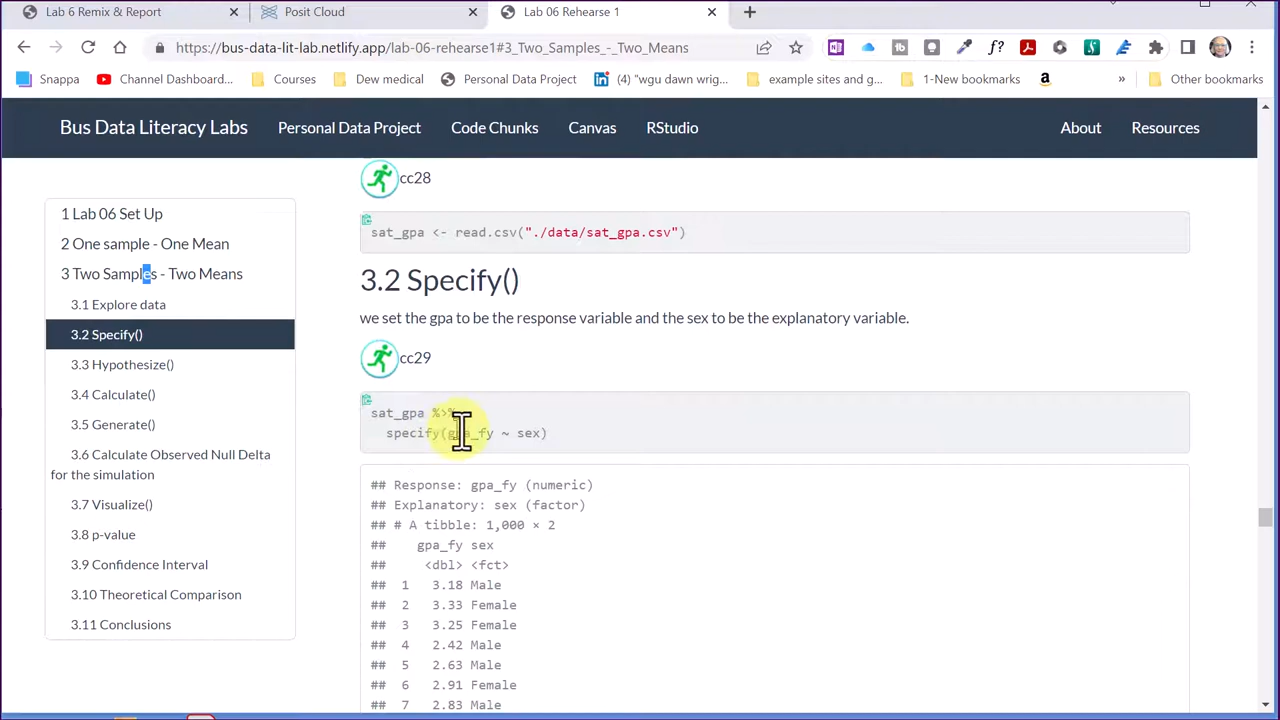 Lab 6 Remix & Report
Posit Cloud
Lab 06 Rehearse 1
https://bus-data-lit-lab.netlify.app/lab-06-rehearse1#3_Two_Samples_-_Two_Means
Snappa
Channel Dashboard...
Courses
Dew medical
Personal Data Project
(4) "wgu dawn wrig...
example sites and g...
1-New bookmarks
»
Other bookmarks
Bus Data Literacy Labs
Personal Data Project
Code Chunks
Canvas
RStudio
About
Resources
1 Lab 06 Set Up
2 One sample - One Mean
3 Two Samples - Two Means
3.1 Explore data
3.2 Specify()
3.3 Hypothesize()
3.4 Calculate()
3.5 Generate()
3.6 Calculate Observed Null Delta
for the comparison
3.7 Visualize()
3.8 p-value
3.9 Confidence Interval
3.10 Theoretical Comparison
3.11 Conclusions
cc28
sat_gpa <- read.csv("./data/sat_gpa.csv")
3.2 Specify()
we set the gpa to be the response variable and the sex to be the explanatory variable.
cc29
sat_gpa %>%
specify(gpa_fy ~ sex)
## Response: gpa_fy (numeric)
## Explanatory: sex (factor)
## # A tibble: 1,000 × 2
## gpa_fy sex
## <dbl> <fct>
## 1 3.18 Male
## 2 3.33 Female
## 3 3.25 Female
## 4 2.42 Male
## 5 2.63 Male
## 6 2.91 Female
## 7 2.83 Male